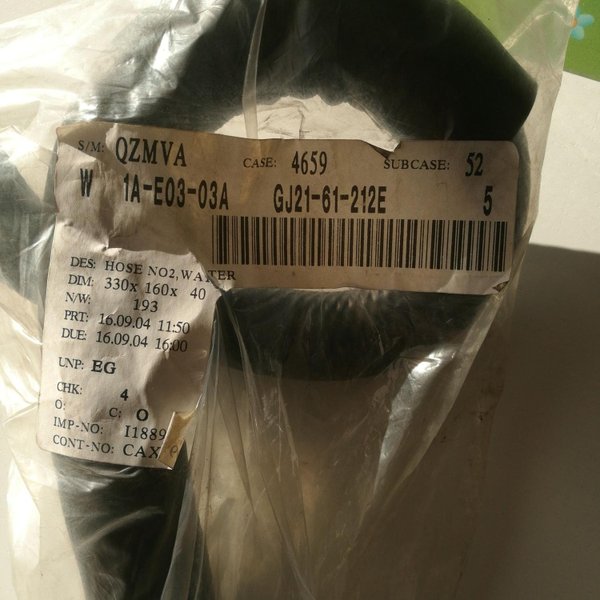 S/M: QZMVA CASE: 4659 SUBCASE: 52
W 1A-E03-03A GJ21-61-212E 5
DES: HOSE NO2,WATER
DIM: 330x 160x 40
N/W: 193
PRT: 16.09.04 11:50
DUE: 16.09.04 16:00
UNP: EG
CHK: 4
O: C: O
IMP-NO: I1889
CONT-NO: CAX